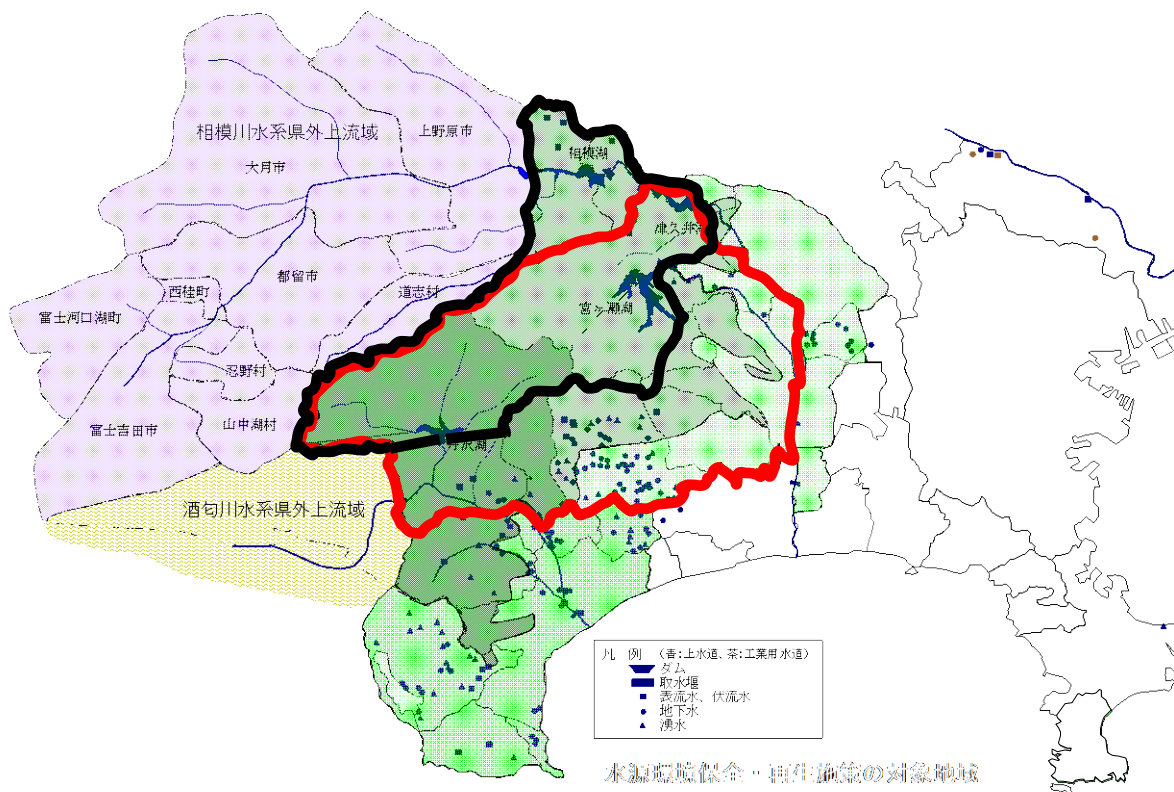 相模川水系県外上流域
上野原市
大月市
相模湖
津久井湖
都留市
道志村
西桂町
宮ヶ瀬湖
富士河口湖町
忍野村
山中湖村
富士吉田市
丹沢湖
酒匂川水系県外上流域
凡 例 (青:上水道、茶:工業用水道)
ダム
取水堰
表流水、伏流水
地下水
湧水
水源環境保全・再生施策の対象地域